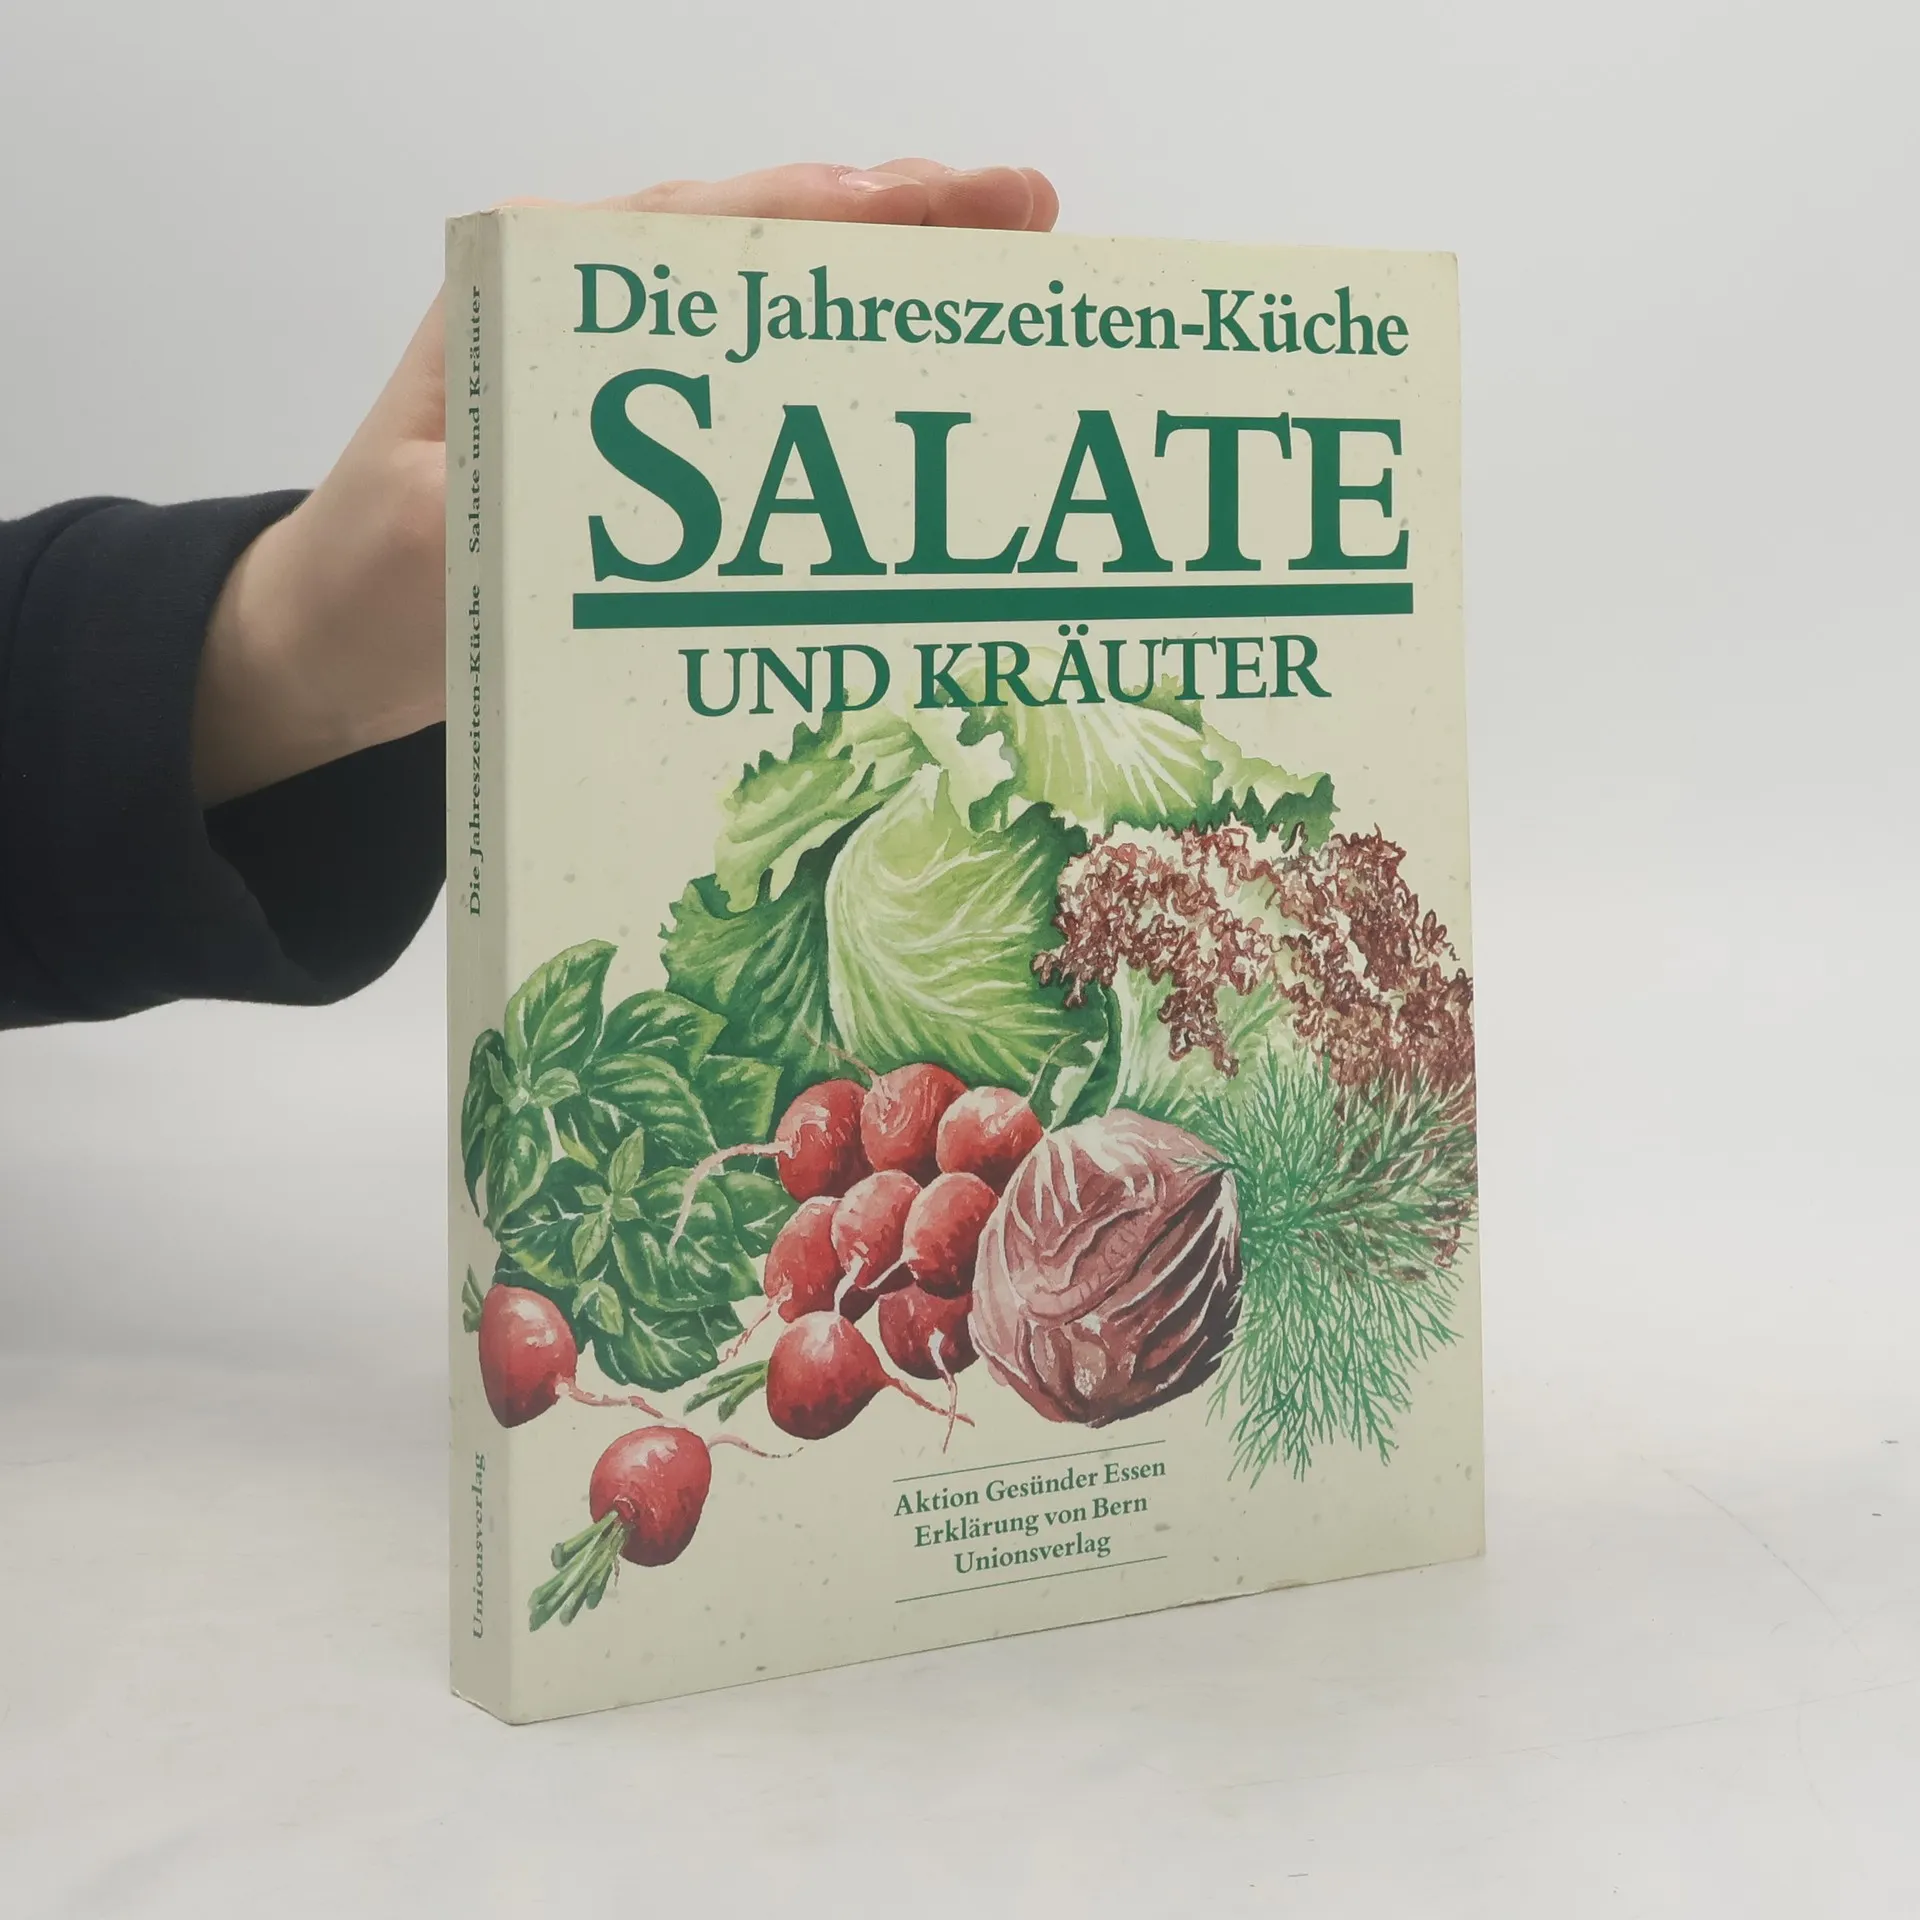 Die Jahreszeiten-Küche
SALATE
UND KRÄUTER
Aktion Gesünder Essen
Erklärung von Bern
Unionsverlag
Die Jahreszeiten-Küche Salate und Kräuter
Unionsverlag